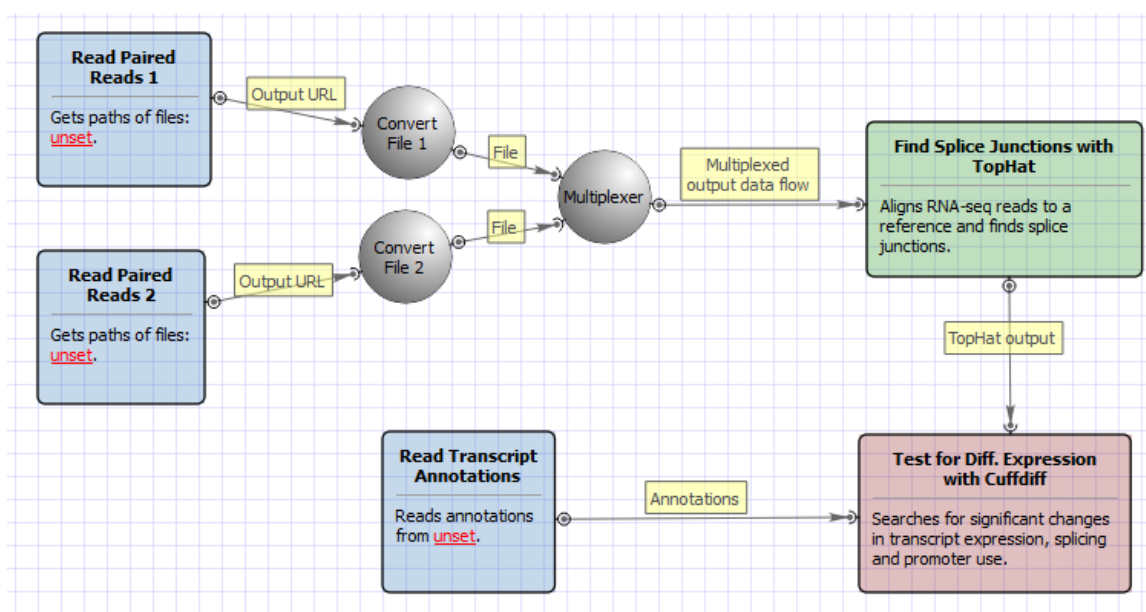 Read Paired
Reads 1
Gets paths of files:
unset.
Output URL
Convert
File 1
File
Multiplexer
Multiplexed
output data flow
Find Splice Junctions with
TopHat
Aligns RNA-seq reads to a
reference and finds splice
junctions.
Read Paired
Reads 2
Gets paths of files:
unset.
Output URL
Convert
File 2
File
TopHat output
Read Transcript
Annotations
Reads annotations
from unset.
Annotations
Test for Diff. Expression
with Cuffdiff
Searches for significant changes
in transcript expression, splicing
and promoter use.